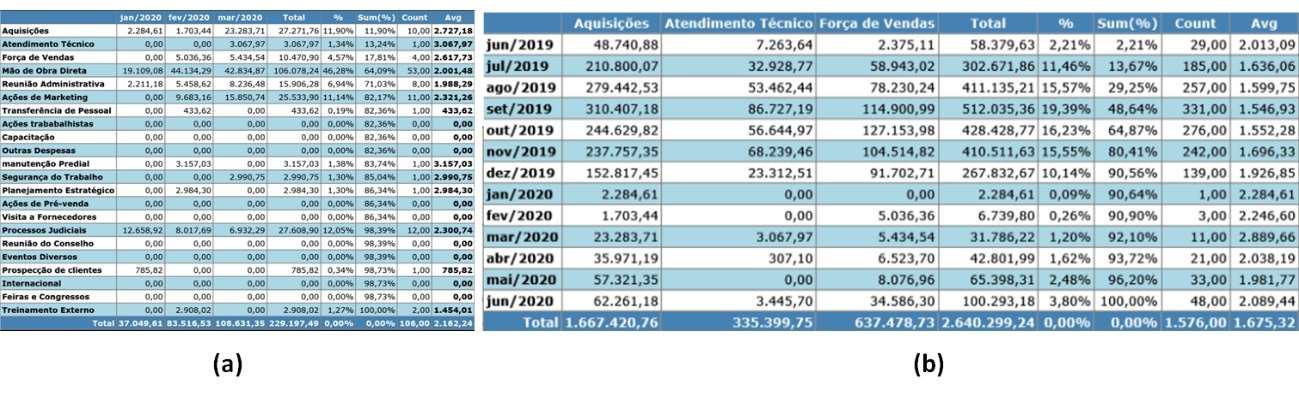 jan/2020 fev/2020 mar/2020 Total % Sum(%) Count Avg
Aquisições 2.284,61 1.703,44 23.283,71 27.271,76 11,90% 11,90% 10,00 2.727,18
Atendimento Técnico 0,00 0,00 3.067,97 3.067,97 1,34% 13,24% 1,00 3.067,97
Força de Vendas 0,00 5.036,36 5.434,54 10.470,90 4,57% 17,81% 4,00 2.617,73
Mão de Obra Direta 19.109,08 44.134,29 42.834,87 106.078,24 46,28% 64,09% 53,00 2.001,48
Reunião Administrativa 2.211,18 5.458,62 8.236,48 15.906,28 6,94% 71,03% 8,00 1.988,29
Ações de Marketing 0,00 9.683,16 15.850,74 25.533,90 11,14% 82,17% 11,00 2.321,26
Transferência de Pessoal 0,00 433,62 0,00 433,62 0,19% 82,36% 1,00 433,62
Ações trababalhistas 0,00 0,00 0,00 0,00 0,00% 82,36% 0,00 0,00
Capacitação 0,00 0,00 0,00 0,00 0,00% 82,36% 0,00 0,00
Outras Despesas 0,00 0,00 0,00 0,00 0,00% 82,36% 0,00 0,00
manutenção Predial 0,00 3.157,03 0,00 3.157,03 1,38% 83,74% 1,00 3.157,03
Segurança do Trabalho 0,00 0,00 2.990,75 2.990,75 1,30% 85,04% 1,00 2.990,75
Planejamento Estratégico 0,00 2.984,30 0,00 2.984,30 1,30% 86,34% 1,00 2.984,30
Ações de Pré-venda 0,00 0,00 0,00 0,00 0,00% 86,34% 0,00 0,00
Visita a Fornecedores 0,00 0,00 0,00 0,00 0,00% 86,34% 0,00 0,00
Processos Judiciais 12.658,92 8.017,69 6.932,29 27.608,90 12,05% 98,39% 12,00 2.300,74
Reunião do Conselho 0,00 0,00 0,00 0,00 0,00% 98,39% 0,00 0,00
Eventos Diversos 0,00 0,00 0,00 0,00 0,00% 98,39% 0,00 0,00
Prospecção de clientes 785,82 0,00 0,00 785,82 0,34% 98,73% 1,00 785,82
Internacional 0,00 0,00 0,00 0,00 0,00% 98,73% 0,00 0,00
Feiras e Congressos 0,00 0,00 0,00 0,00 0,00% 98,73% 0,00 0,00
Treinamento Externo 0,00 2.908,02 0,00 2.908,02 1,27% 100,00% 2,00 1.454,01
Total 37.049,61 83.516,53 108.631,35 229.197,49 0,00% 0,00% 106,00 2.162,24
(a)
Aquisições Atendimento Técnico Força de Vendas Total % Sum(%) Count Avg
jun/2019 48.740,88 7.263,64 2.375,11 58.379,63 2,21% 2,21% 29,00 2.013,09
jul/2019 210.800,07 32.928,77 58.943,02 302.671,86 11,46% 13,67% 185,00 1.636,06
ago/2019 279.442,53 53.462,44 78.230,24 411.135,21 15,57% 29,25% 257,00 1.599,75
set/2019 310.407,18 86.727,19 114.900,99 512.035,36 19,39% 48,64% 331,00 1.546,93
out/2019 244.629,82 56.644,97 127.153,98 428.428,77 16,23% 64,87% 276,00 1.552,28
nov/2019 237.757,35 68.239,46 104.514,82 410.511,63 15,55% 80,41% 242,00 1.696,33
dez/2019 152.817,45 23.312,51 91.702,71 267.832,67 10,14% 90,56% 139,00 1.926,85
jan/2020 2.284,61 0,00 0,00 2.284,61 0,09% 90,64% 1,00 2.284,61
fev/2020 1.703,44 0,00 5.036,36 6.739,80 0,26% 90,90% 3,00 2.246,60
mar/2020 23.283,71 3.067,97 5.434,54 31.786,22 1,20% 92,10% 11,00 2.889,66
abr/2020 35.971,19 307,10 6.523,70 42.801,99 1,62% 93,72% 21,00 2.038,19
mai/2020 57.321,35 0,00 8.076,96 65.398,31 2,48% 96,20% 33,00 1.981,77
jun/2020 62.261,18 3.445,70 34.586,30 100.293,18 3,80% 100,00% 48,00 2.089,44
Total 1.667.420,76 335.399,75 637.478,73 2.640.299,24 0,00% 0,00% 1.576,00 1.675,32
(b)